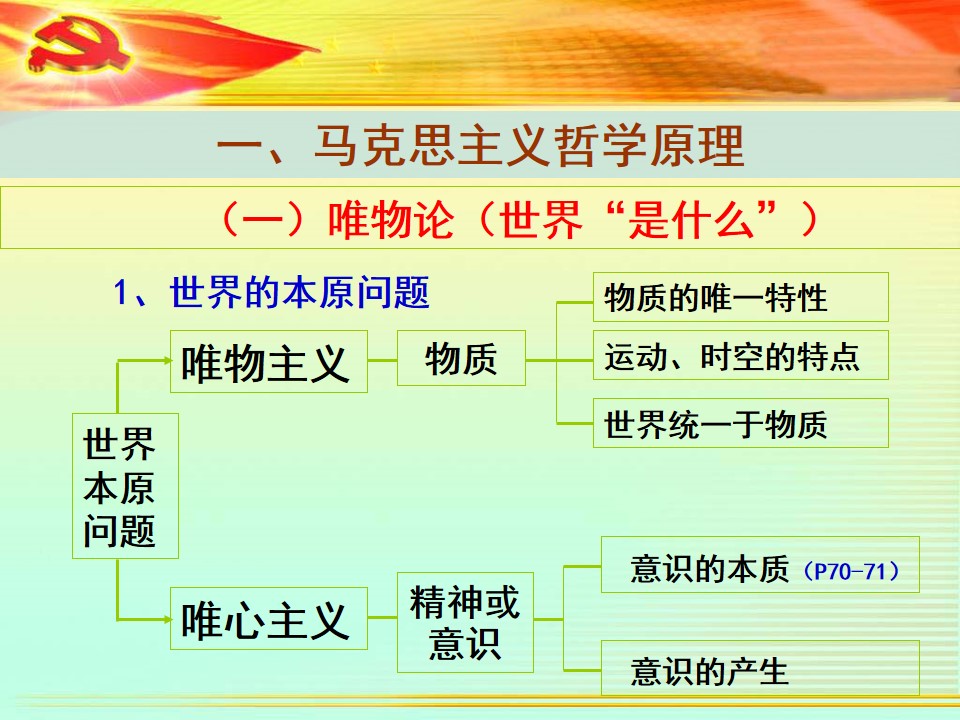 一、马克思主义哲学原理
（一）唯物论（世界“是什么”）
1、世界的本原问题
物质的唯一特性
唯物主义
物质
运动、时空的特点
世界统一于物质
世界
本原
问题
意识的本质（P70-71）
唯心主义
精神或
意识
意识的产生